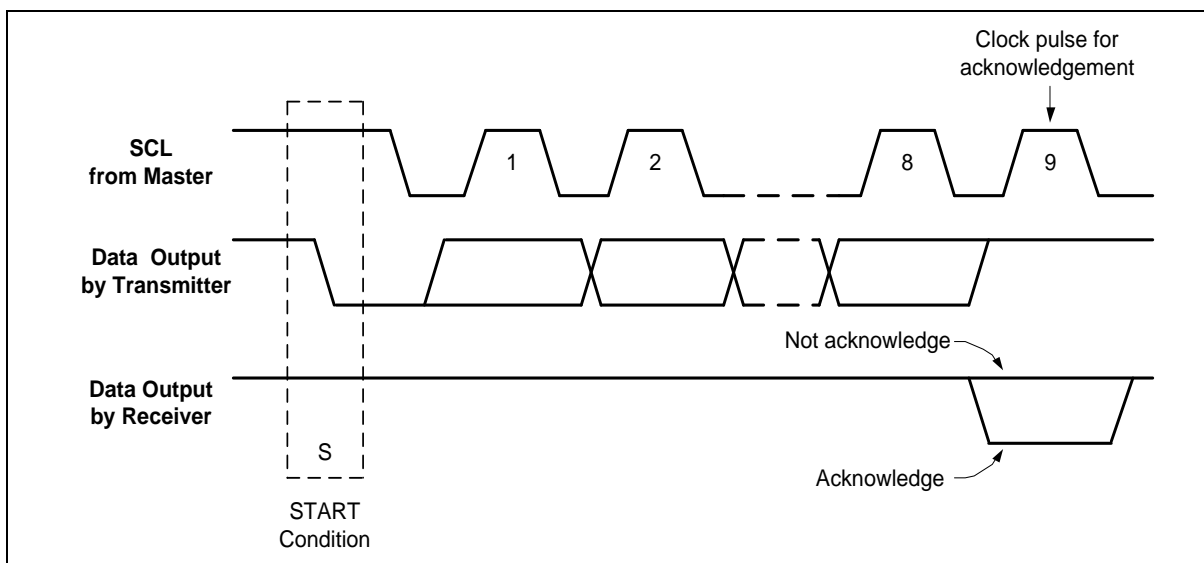 Clock pulse for
acknowledgement
SCL
from Master
1
2
8
9
Data Output
by Transmitter
Not acknowledge
Data Output
by Receiver
S
Acknowledge
START
Condition